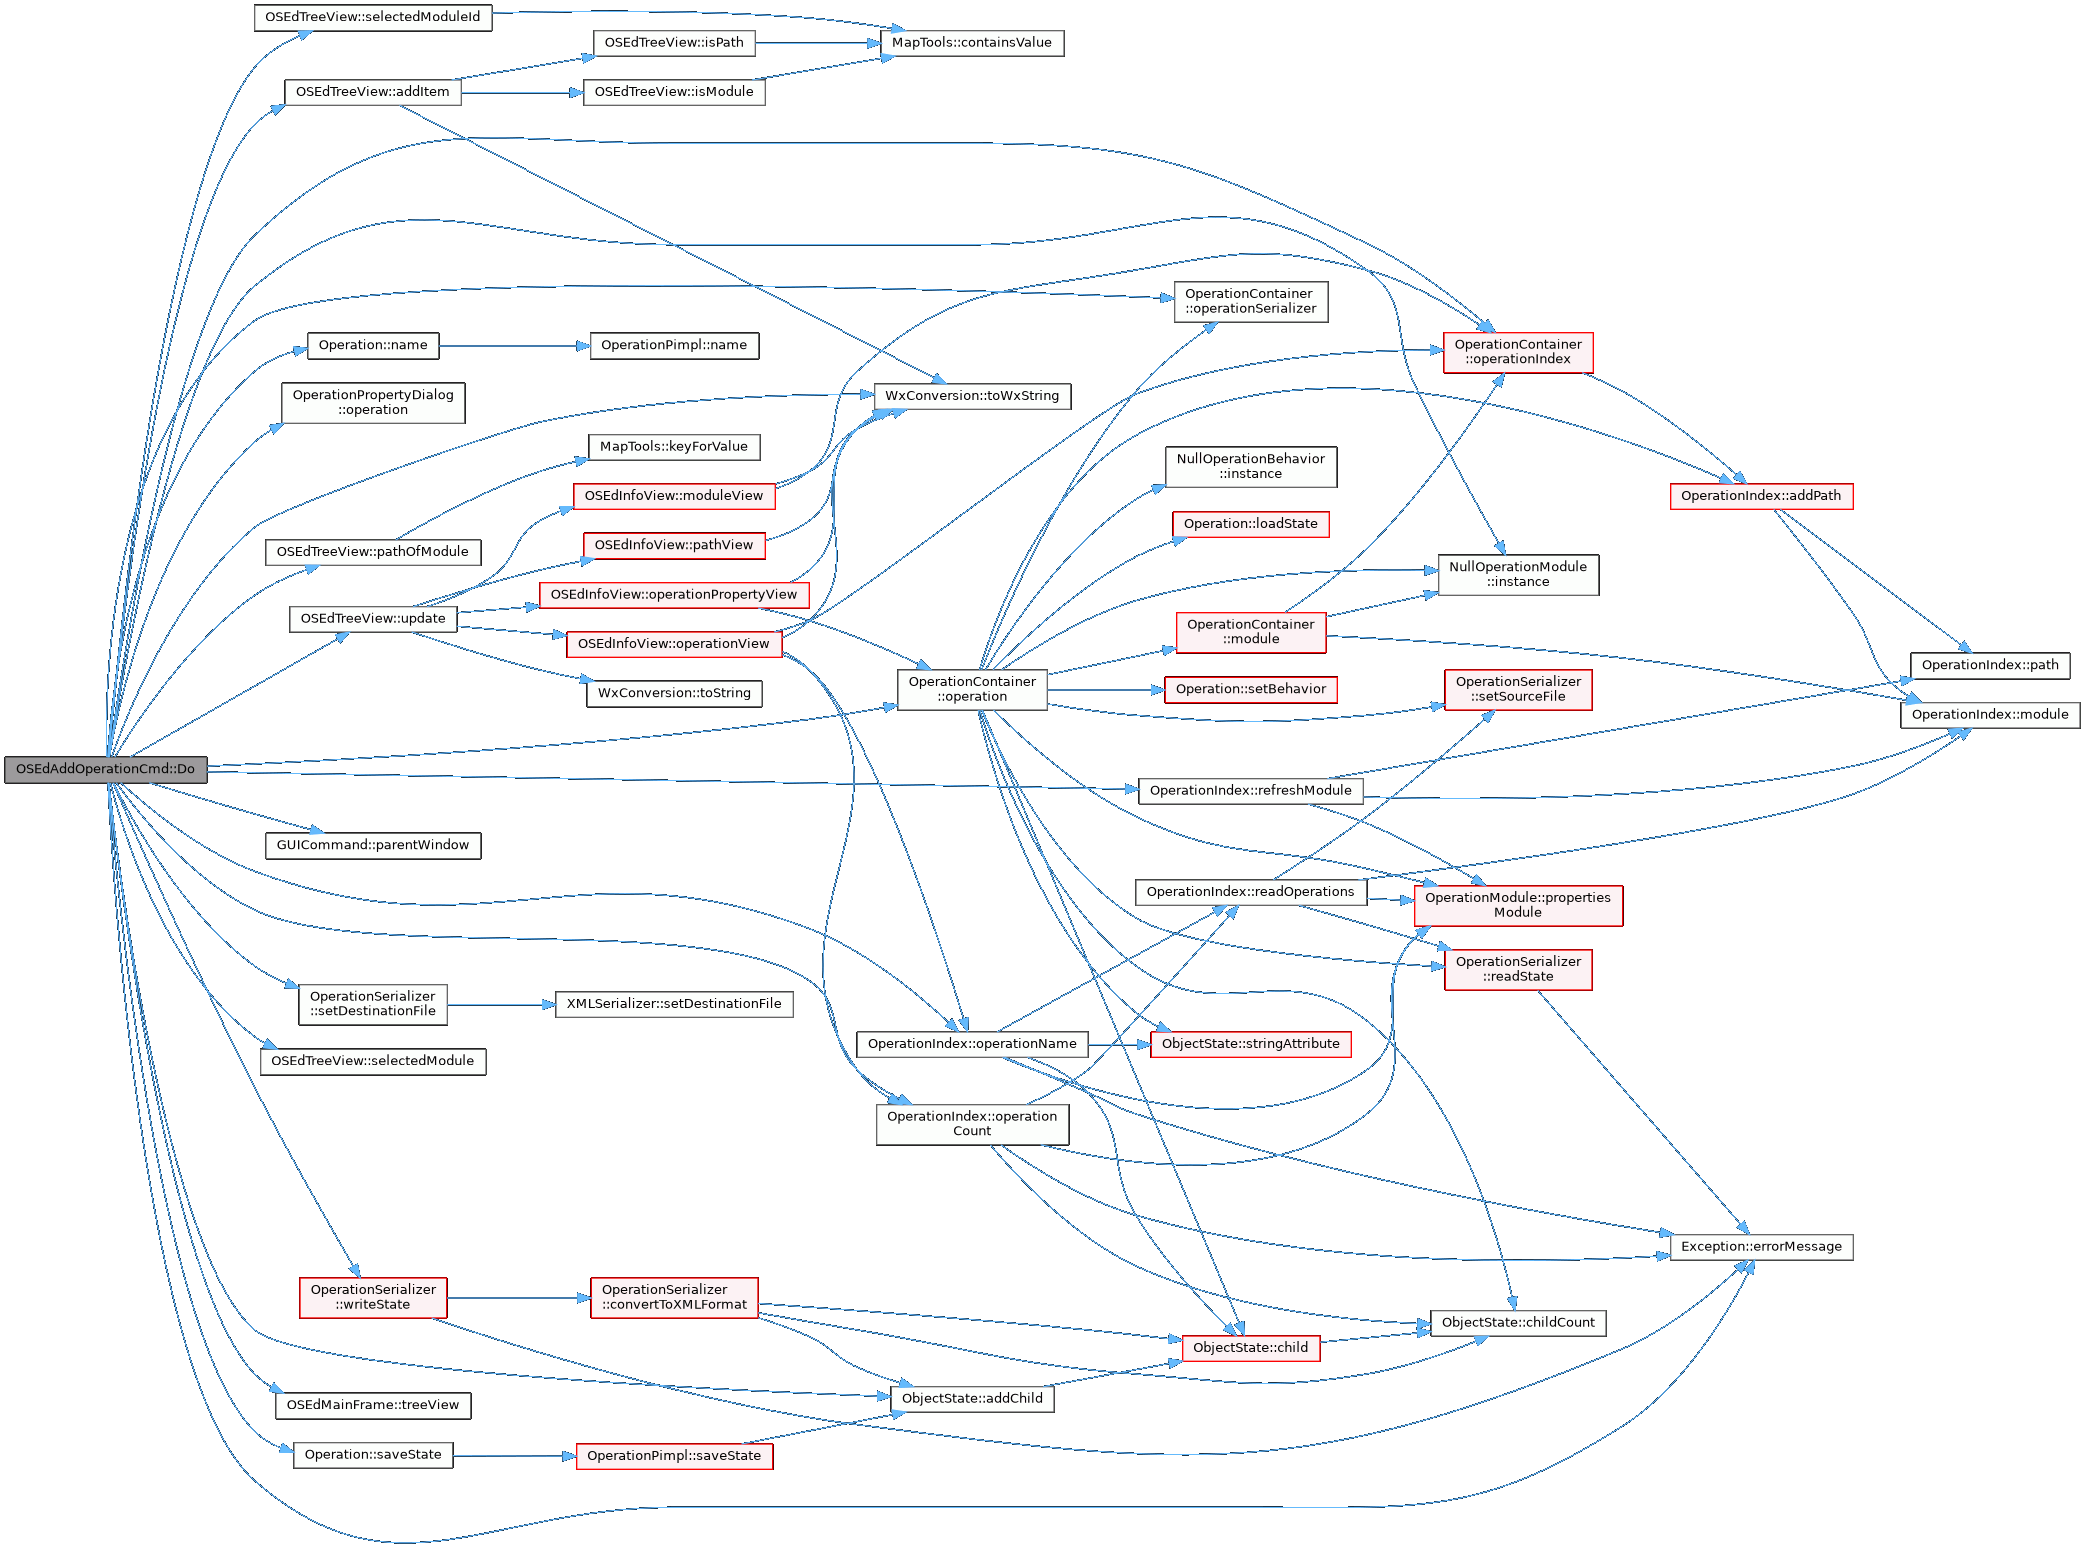 OSEdTreeView::selectedModuleId
OSEdTreeView::isPath
MapTools::containsValue
OSEdTreeView::addItem
OSEdTreeView::isModule
OperationContainer
::operationSerializer
Operation::name
OperationPimpl::name
OperationContainer
::operationIndex
OperationPropertyDialog
::operation
WxConversion::toWxString
MapTools::keyForValue
NullOperationBehavior
::instance
OSEdInfoView::moduleView
OperationIndex::addPath
Operation::loadState
OSEdTreeView::pathOfModule
OSEdInfoView::pathView
NullOperationModule
::instance
OSEdInfoView::operationPropertyView
OSEdTreeView::update
OperationContainer
::module
OSEdInfoView::operationView
OperationIndex::path
WxConversion::toString
OperationContainer
::operation
Operation::setBehavior
OperationSerializer
::setSourceFile
OperationIndex::module
OSEdAddOperationCmd::Do
OperationIndex::refreshModule
GUICommand::parentWindow
OperationIndex::readOperations
OperationModule::properties
Module
OperationSerializer
::readState
OperationSerializer
::setDestinationFile
XMLSerializer::setDestinationFile
OperationIndex::operationName
ObjectState::stringAttribute
OSEdTreeView::selectedModule
OperationIndex::operation
Count
Exception::errorMessage
OperationSerializer
::writeState
OperationSerializer
::convertToXMLFormat
ObjectState::childCount
ObjectState::child
ObjectState::addChild
OSEdMainFrame::treeView
Operation::saveState
OperationPimpl::saveState